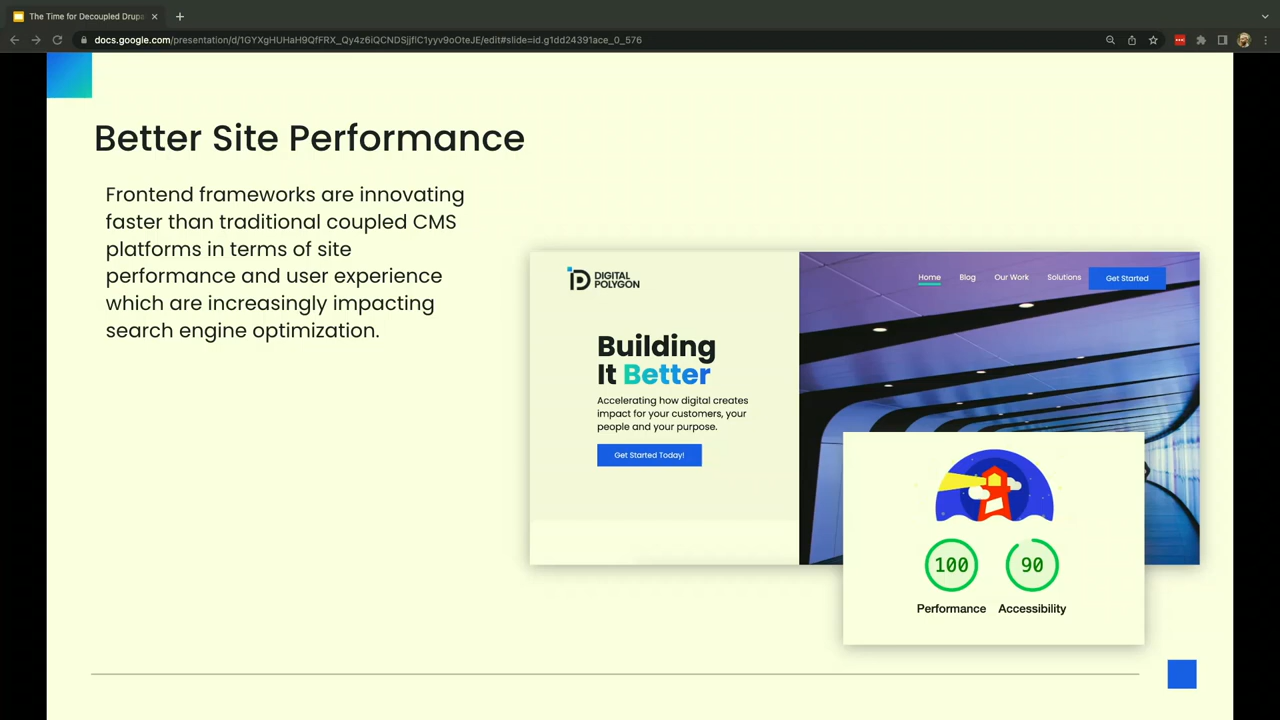 The Time for Decoupled Drup
docs.google.com/presentation/d/1GYXgHUHaH9QfFRX_Qy4z6iQCNDSjjflC1yyv9oOteJE/edit#slide=id.g1dd24391ace_0_576
Better Site Performance
Frontend frameworks are innovating
faster than traditional coupled CMS
platforms in terms of site
performance and user experience
which are increasingly impacting
search engine optimization.
DIGITAL
POLYGON
Home Blog Our Work Solutions Get Started
Building
It Better
Accelerating how digital creates
impact for your customers, your
people and your purpose.
Get Started Today!
100 90
Performance Accessibility